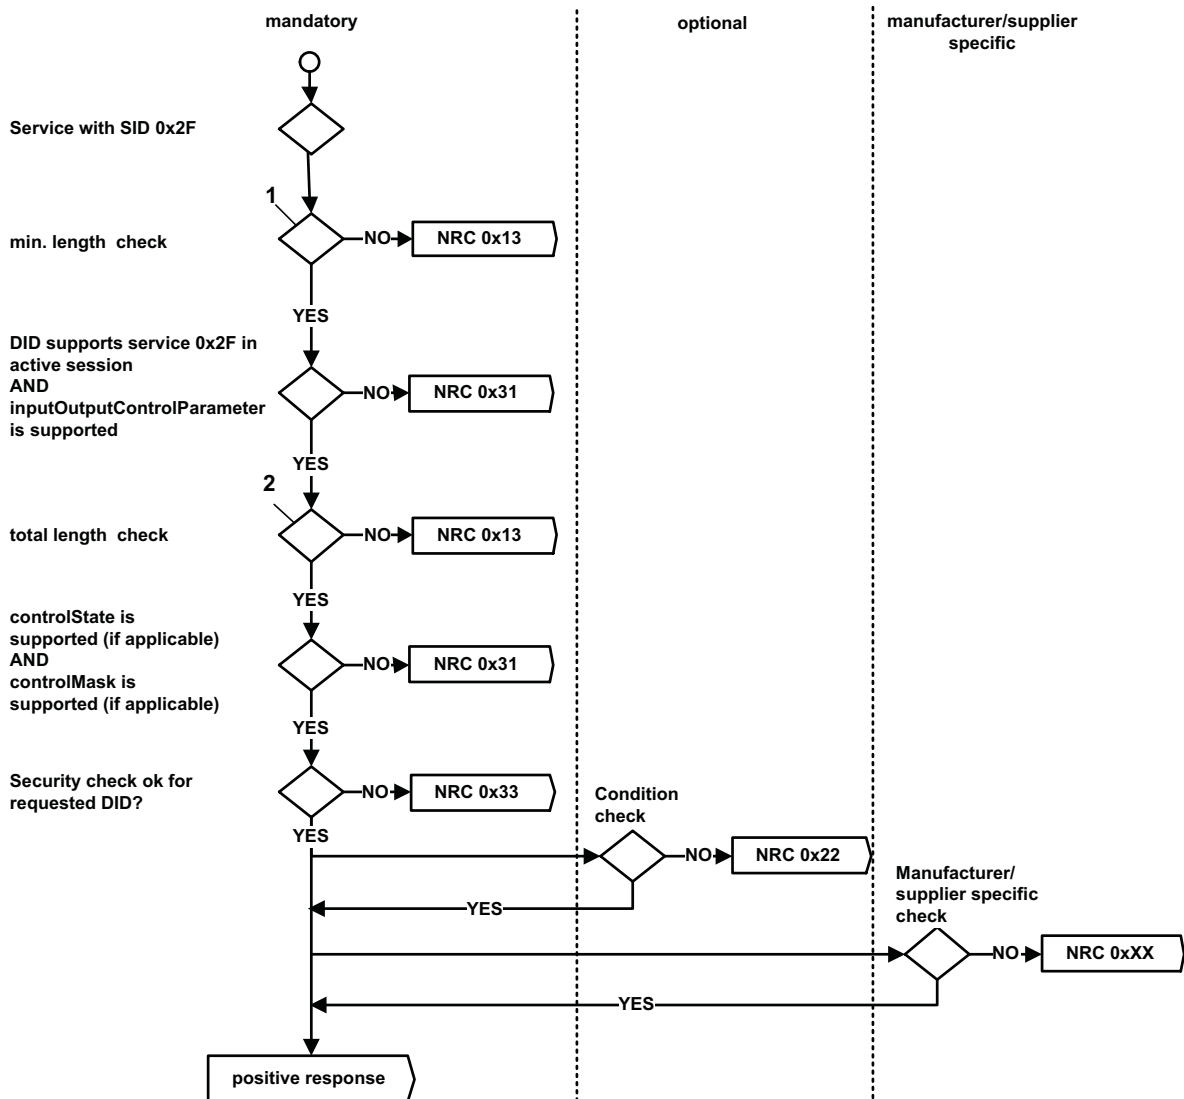 mandatory
optional
manufacturer/supplier
specific
Service with SID 0x2F
1
min. length check
NO
NRC 0x13
YES
DID supports service 0x2F in
active session
AND
inputOutputControlParameter
is supported
NO
NRC 0x31
YES
2
total length check
NO
NRC 0x13
YES
controlState is
supported (if applicable)
AND
controlMask is
supported (if applicable)
NO
NRC 0x31
YES
Security check ok for
requested DID?
NO
NRC 0x33
YES
Condition
check
NO
NRC 0x22
YES
Manufacturer/
supplier specific
check
NO
NRC 0xXX
YES
positive response